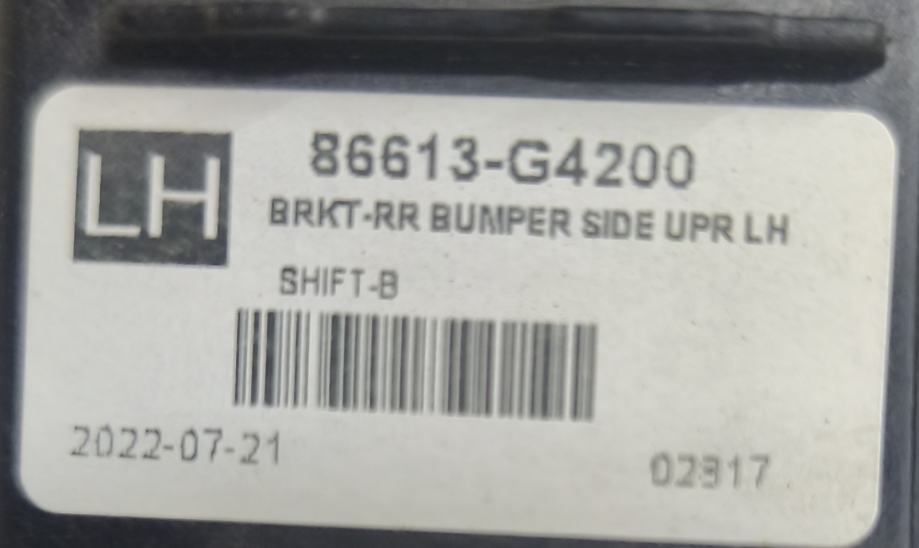 LH
86613-G4200
BRKT-RR BUMPER SIDE UPR LH
SHIFT-B
2022-07-21
02317